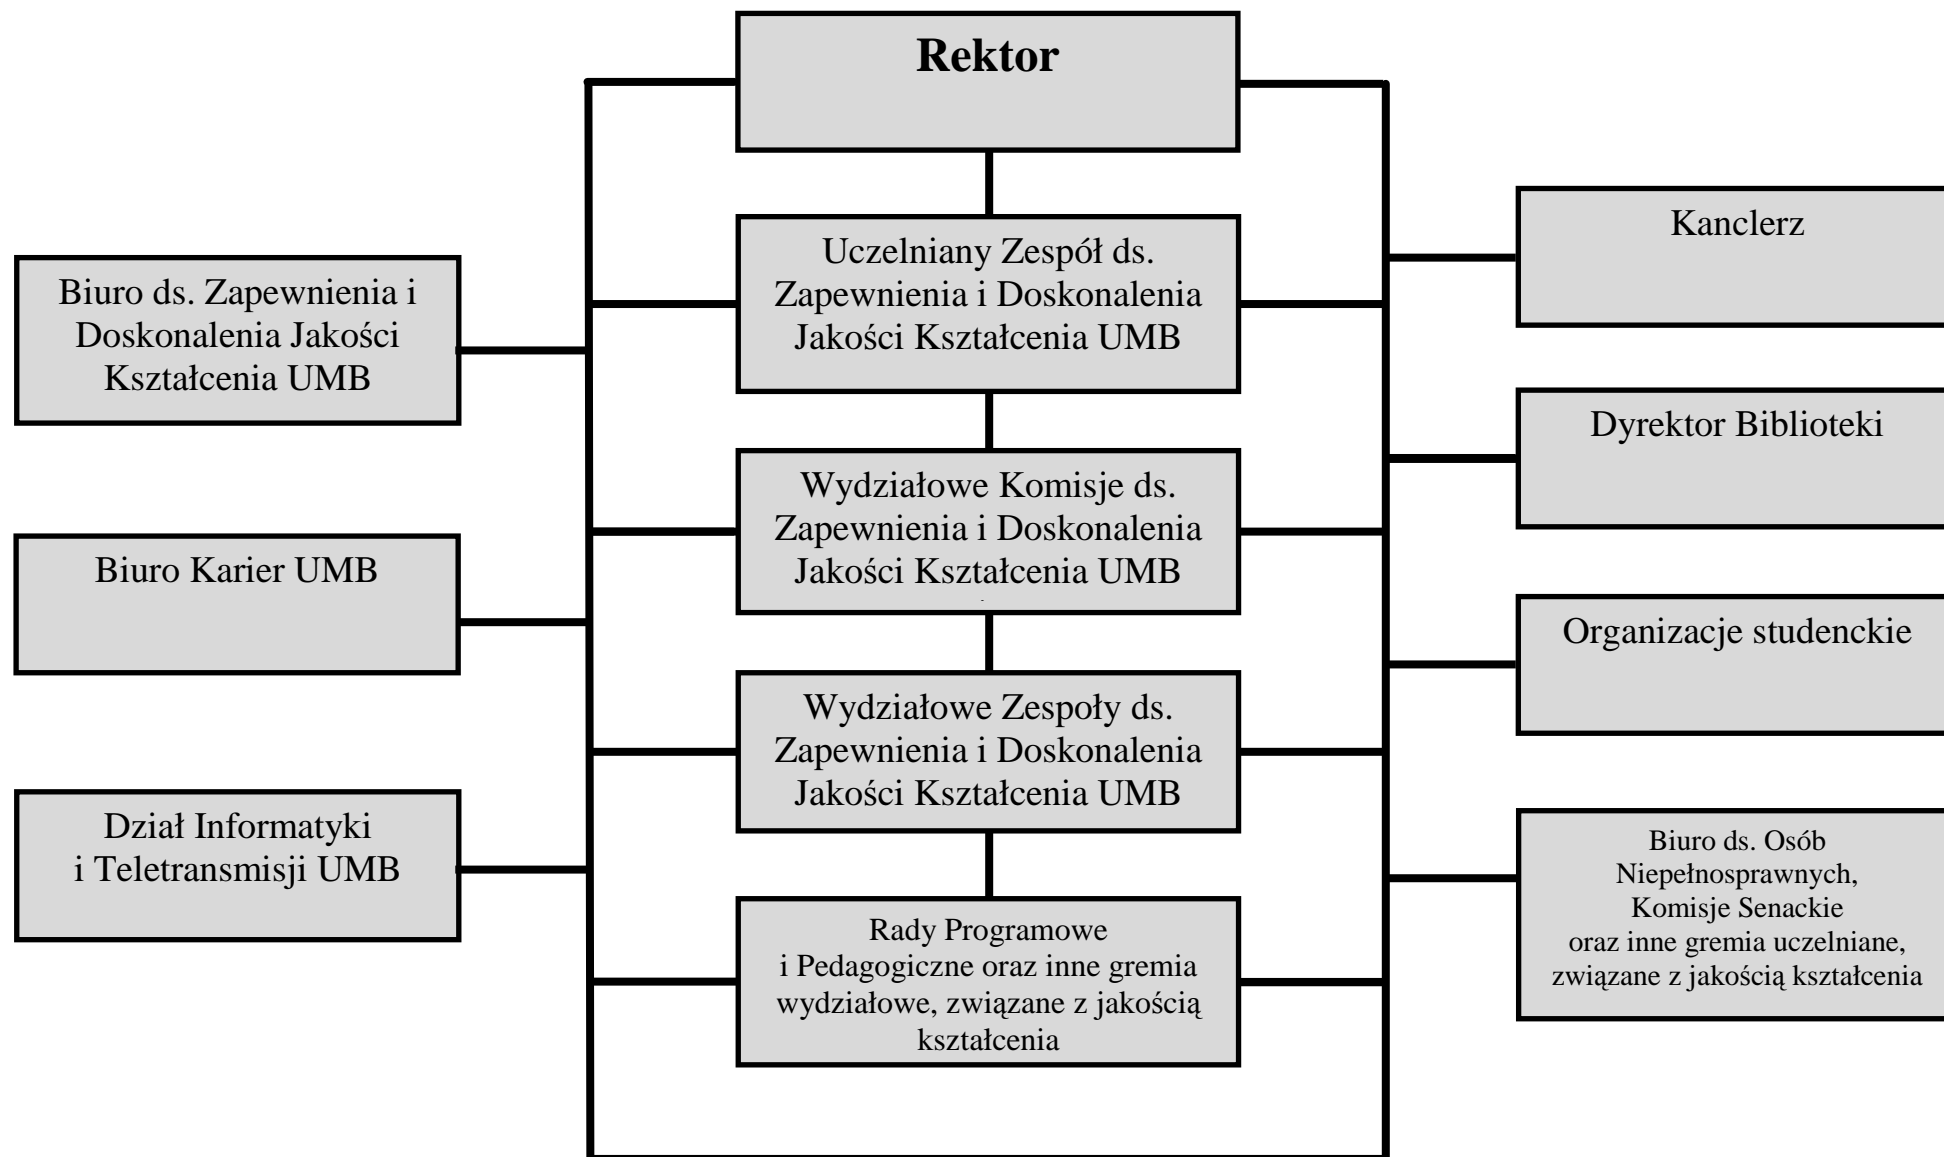 Rektor
Uczelniany Zespół ds.
Zapewnienia i Doskonalenia
Jakości Kształcenia UMB
Wydziałowe Komisje ds.
Zapewnienia i Doskonalenia
Jakości Kształcenia UMB
Wydziałowe Zespoły ds.
Zapewnienia i Doskonalenia
Jakości Kształcenia UMB
Rady Programowe
i Pedagogiczne oraz inne gremia
wydziałowe, związane z jakością
kształcenia
Biuro ds. Zapewnienia i
Doskonalenia Jakości
Kształcenia UMB
Biuro Karier UMB
Dział Informatyki
i Teletransmisji UMB
Kanclerz
Dyrektor Biblioteki
Organizacje studenckie
Biuro ds. Osób
Niepełnosprawnych,
Komisje Senackie
oraz inne gremia uczelniane,
związane z jakością kształcenia